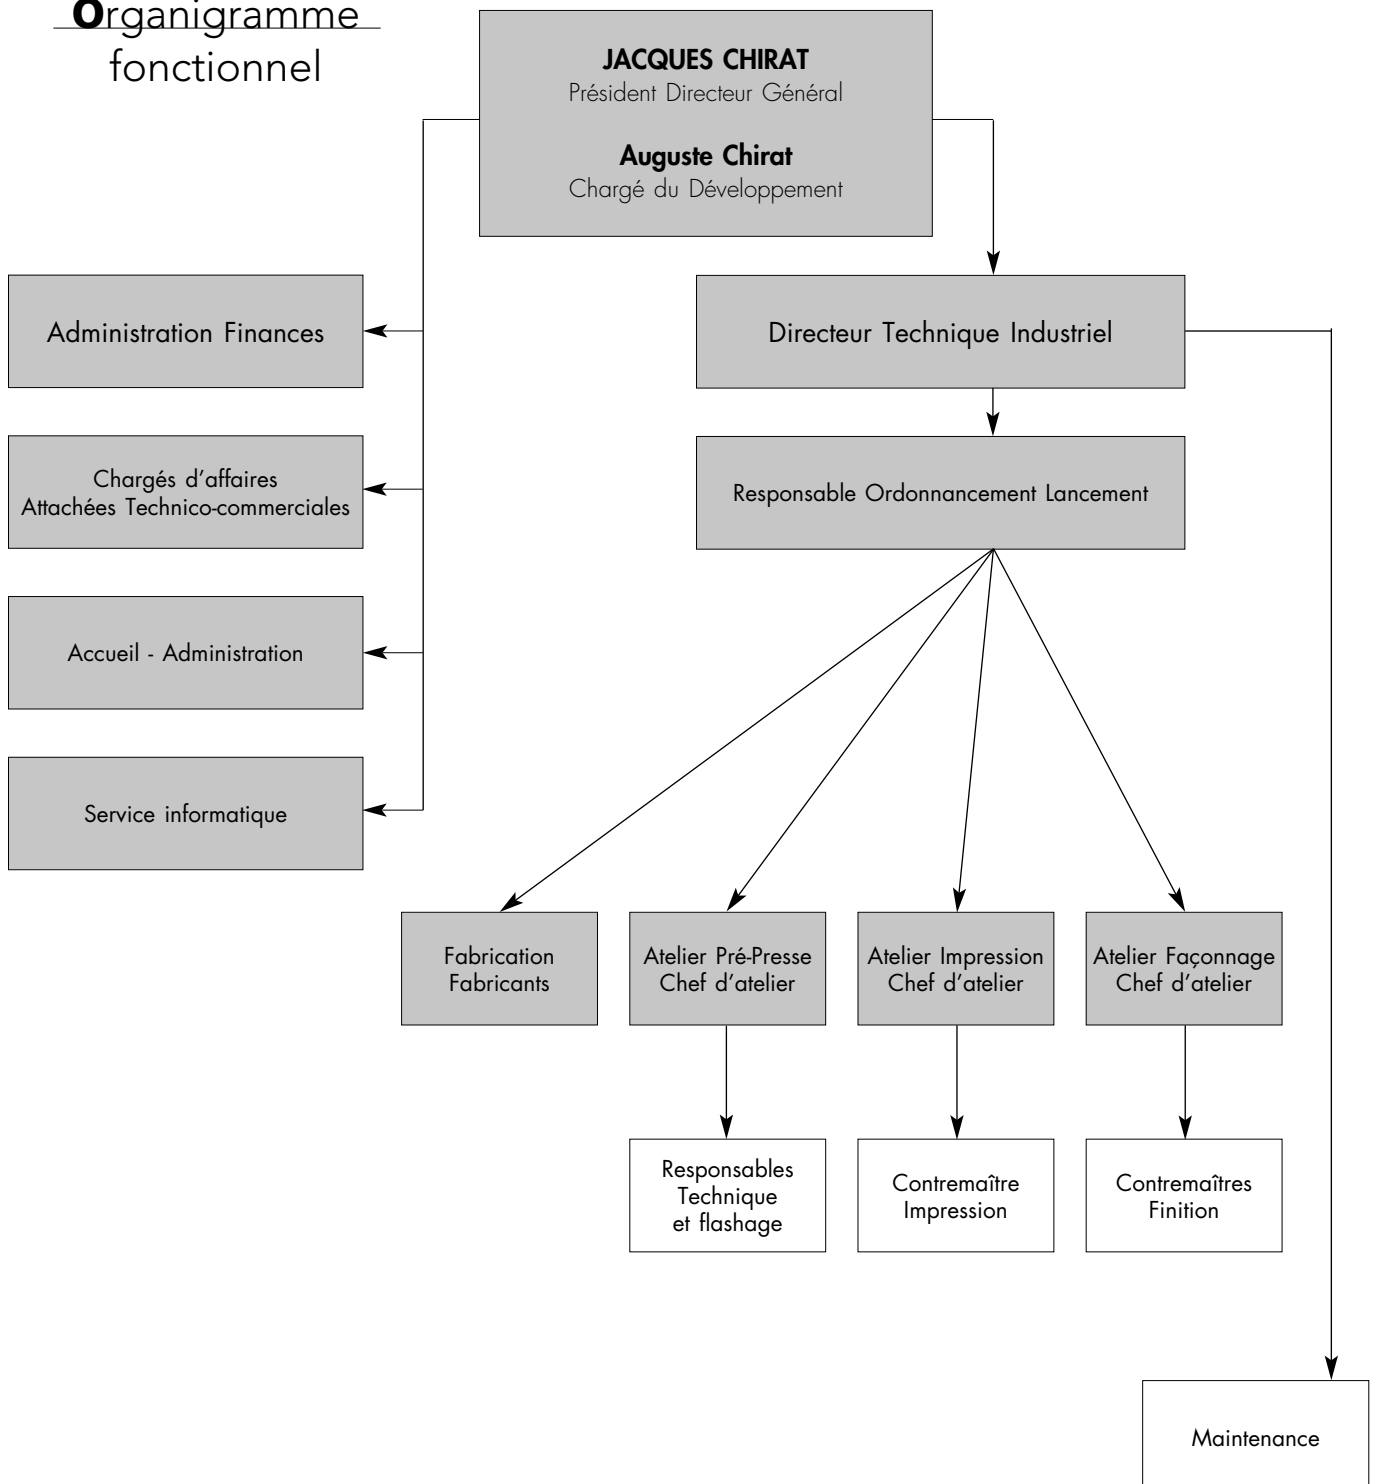 Organigramme
fonctionnel
JACQUES CHIRAT
Président Directeur Général
Auguste Chirat
Chargé du Développement
Administration Finances
Directeur Technique Industriel
Chargés d'affaires
Attachées Technico-commerciales
Responsable Ordonnancement Lancement
Accueil - Administration
Service informatique
Fabrication
Fabricants
Atelier Pré-Presse
Chef d'atelier
Atelier Impression
Chef d'atelier
Atelier Façonnage
Chef d'atelier
Responsables
Technique
et flashage
Contremaître
Impression
Contremaîtres
Finition
Maintenance